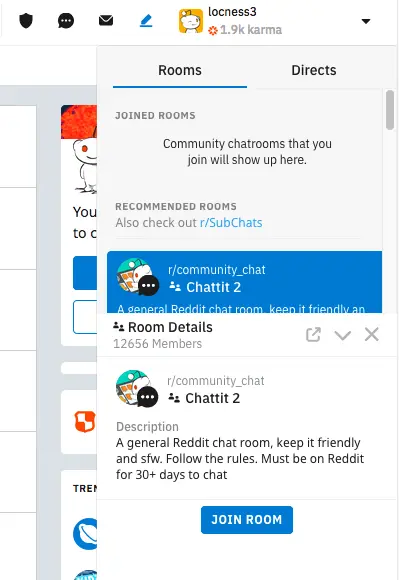 locness3
1.9k karma
Rooms
Directs
JOINED ROOMS
Community chatrooms that you
join will show up here.
RECOMMENDED ROOMS
Also check out r/SubChats
r/community_chat
Chattit 2
A general Reddit chat room, keep it friendly an
You
to c
Room Details
12656 Members
r/community_chat
Chattit 2
Description
A general Reddit chat room, keep it friendly
and sfw. Follow the rules. Must be on Reddit
for 30+ days to chat
TREN
JOIN ROOM